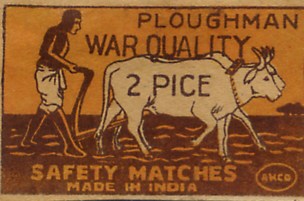 PLOUGHMAN
WAR QUALITY
2 PICE
SAFETY MATCHES
MADE IN INDIA
AMCO